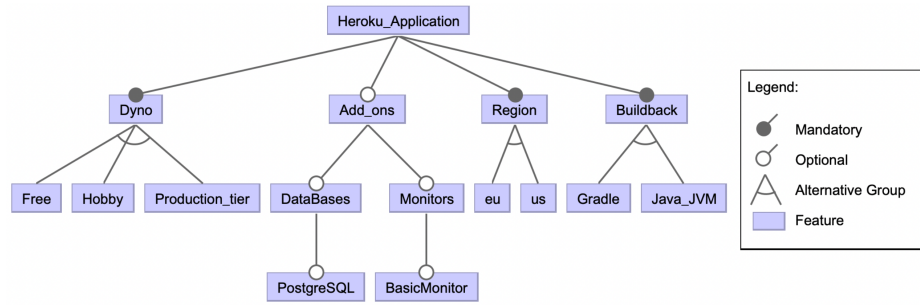 Heroku_Application
Dyno
Add_ons
Region
Buildback
Free
Hobby
Production_tier
DataBases
Monitors
eu
us
Gradle
Java_JVM
PostgreSQL
BasicMonitor
Legend:
Mandatory
Optional
Alternative Group
Feature